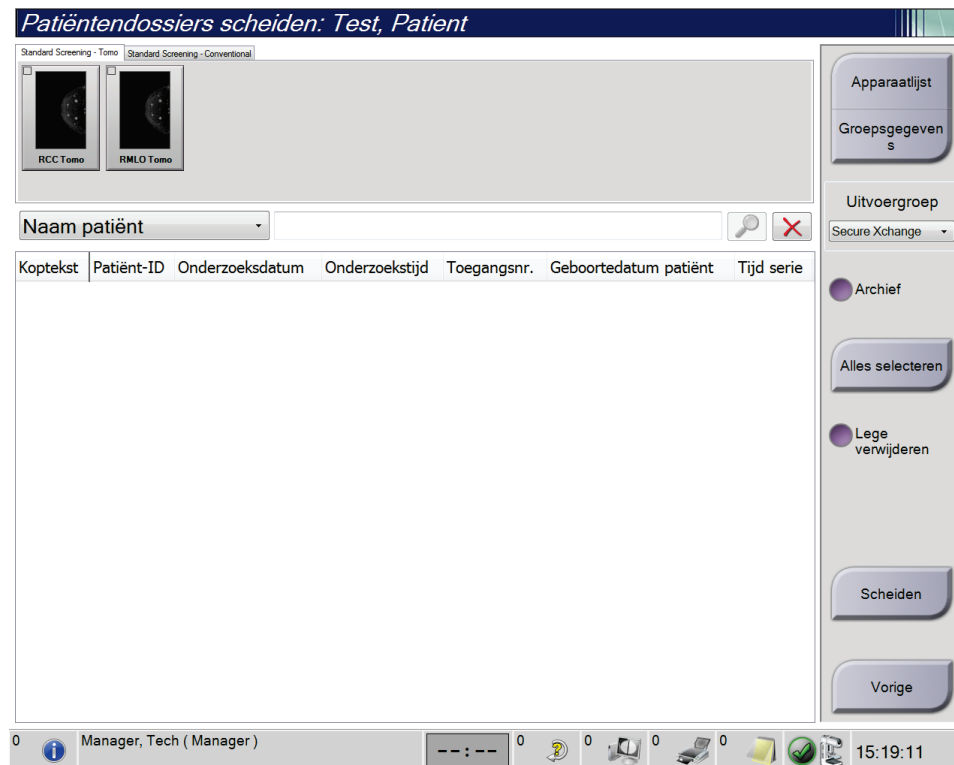 Patiëntendossiers scheiden: Test, Patient
Standard Screening - Tomo
Standard Screening - Conventional
RCC Tomo
RMLO Tomo
Naam patiënt
Koptekst Patiënt-ID Onderzoeksdatum Onderzoekstijd Toegangsnr. Geboortedatum patiënt Tijd serie
Apparaatlijst
Groepsgegeven
s
Uitvoergroep
Secure Xchange
Archief
Alles selecteren
Lege
verwijderen
Scheiden
Vorige
0 Manager, Tech ( Manager ) --:-- 0 0 0 0 15:19:11